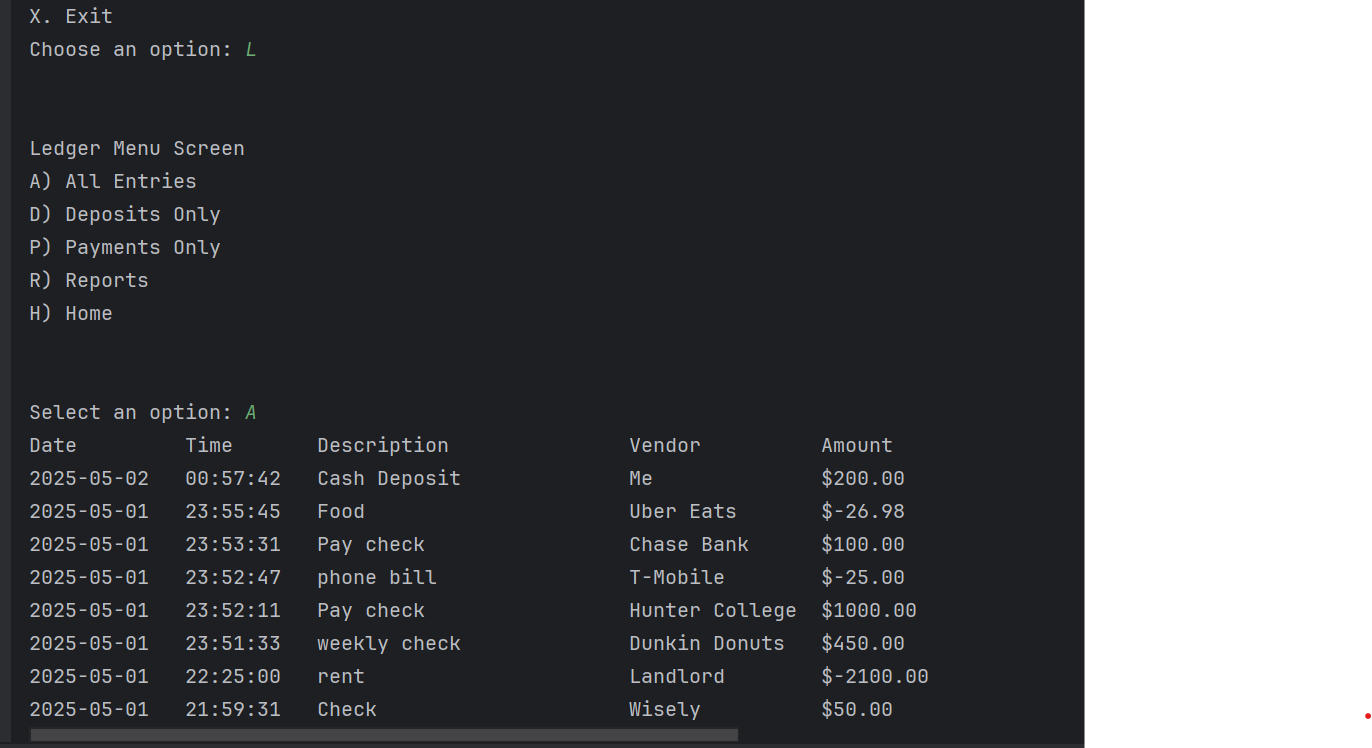 X. Exit
Choose an option: L
Ledger Menu Screen
A) All Entries
D) Deposits Only
P) Payments Only
R) Reports
H) Home
Select an option: A
Date Time Description Vendor Amount
2025-05-02 00:57:42 Cash Deposit Me $200.00
2025-05-01 23:55:45 Food Uber Eats $-26.98
2025-05-01 23:53:31 Pay check Chase Bank $100.00
2025-05-01 23:52:47 phone bill T-Mobile $-25.00
2025-05-01 23:52:11 Pay check Hunter College $1000.00
2025-05-01 23:51:33 weekly check Dunkin Donuts $450.00
2025-05-01 22:25:00 rent Landlord $-2100.00
2025-05-01 21:59:31 Check Wisely $50.00